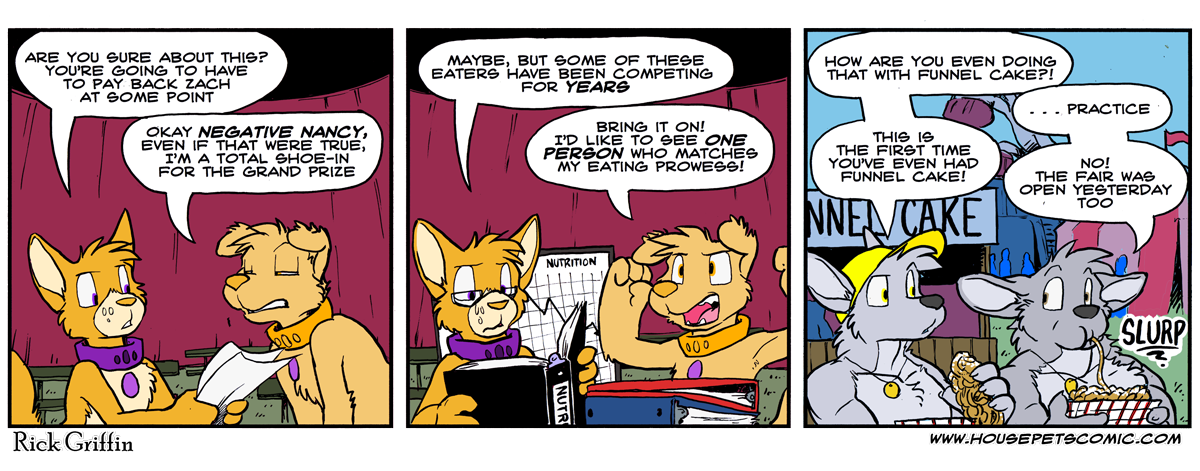 ARE YOU SURE ABOUT THIS?
YOU'RE GOING TO HAVE
TO PAY BACK ZACH
AT SOME POINT
OKAY NEGATIVE NANCY,
EVEN IF THAT WERE TRUE,
I'M A TOTAL SHOE-IN
FOR THE GRAND PRIZE
MAYBE, BUT SOME OF THESE
EATERS HAVE BEEN COMPETING
FOR YEARS
BRING IT ON!
I'D LIKE TO SEE ONE
PERSON WHO MATCHES
MY EATING PROWESS!
NUTRITION
NUTR
HOW ARE YOU EVEN DOING
THAT WITH FUNNEL CAKE?!
. . . PRACTICE
THIS IS
THE FIRST TIME
YOU'VE EVEN HAD
FUNNEL CAKE!
NO!
THE FAIR WAS
OPEN YESTERDAY
TOO
NNEL CAKE
SLURP
Rick Griffin
WWW.HOUSEPETSCOMIC.COM